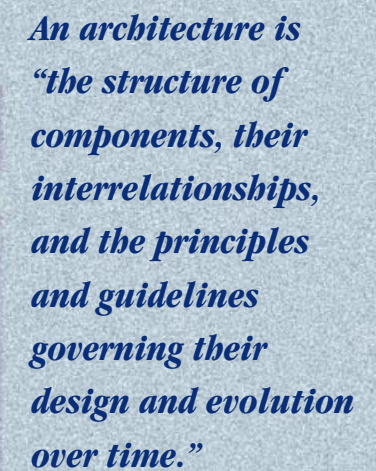 An architecture is
“the structure of
components, their
interrelationships,
and the principles
and guidelines
governing their
design and evolution
over time.”